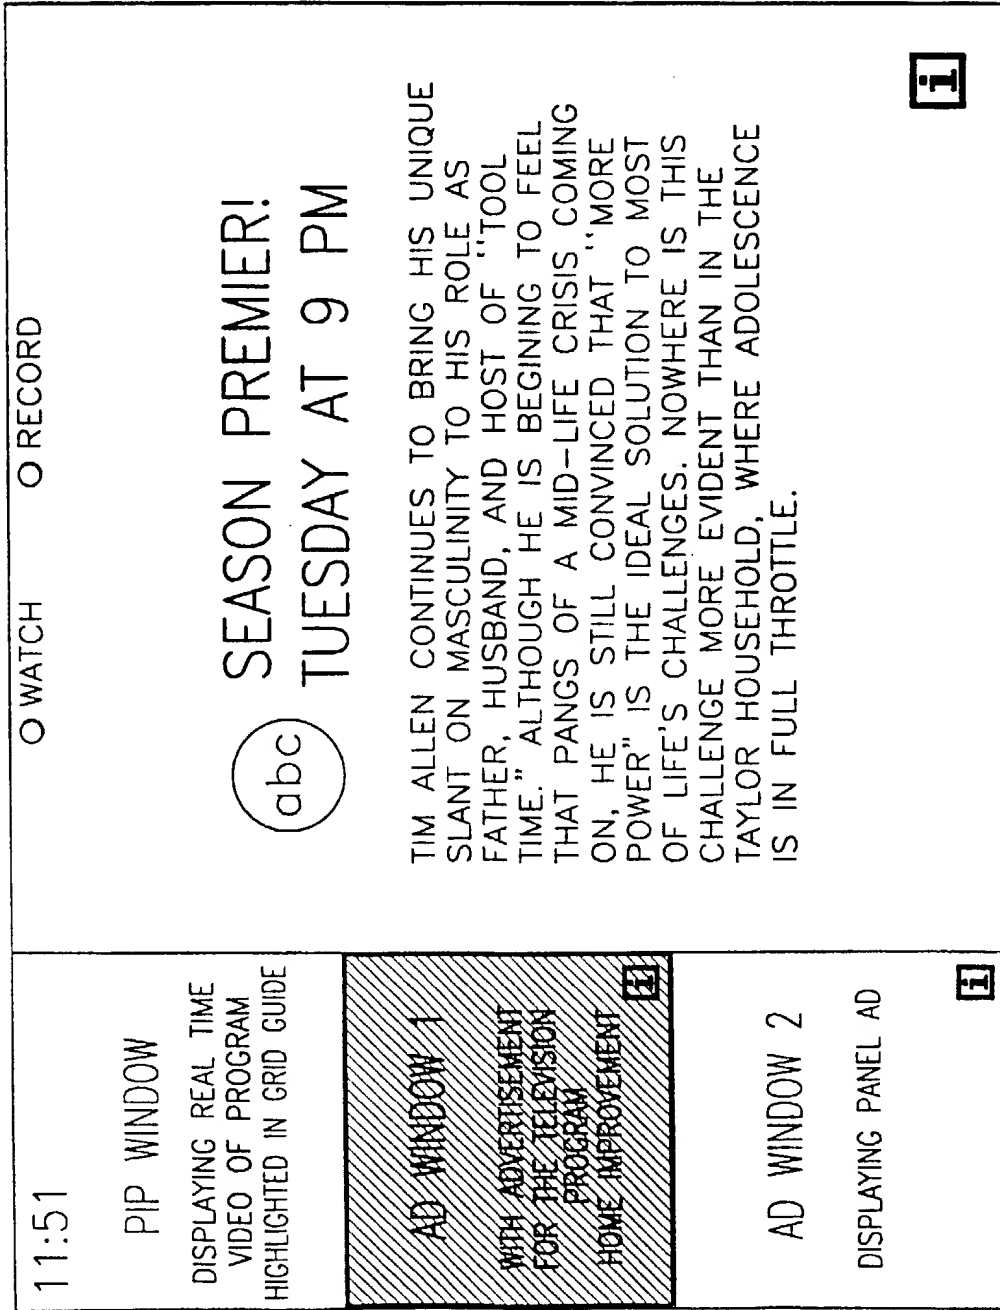 11:51
PIP WINDOW
DISPLAYING REAL TIME
VIDEO OF PROGRAM
HIGHLIGHTED IN GRID GUIDE
AD WINDOW 1
WITH ADVERTISEMENT
FOR THE TELEVISION
PROGRAM
HOME IMPROVEMENT
i
AD WINDOW 2
DISPLAYING PANEL AD
i
O WATCH O RECORD
abc
SEASON PREMIER!
TUESDAY AT 9 PM
TIM ALLEN CONTINUES TO BRING HIS UNIQUE
SLANT ON MASCULINITY TO HIS ROLE AS
FATHER, HUSBAND, AND HOST OF "TOOL
TIME." ALTHOUGH HE IS BEGINING TO FEEL
THAT PANGS OF A MID-LIFE CRISIS COMING
ON, HE IS STILL CONVINCED THAT "MORE
POWER" IS THE IDEAL SOLUTION TO MOST
OF LIFE'S CHALLENGES. NOWHERE IS THIS
CHALLENGE MORE EVIDENT THAN IN THE
TAYLOR HOUSEHOLD, WHERE ADOLESCENCE
IS IN FULL THROTTLE.
i